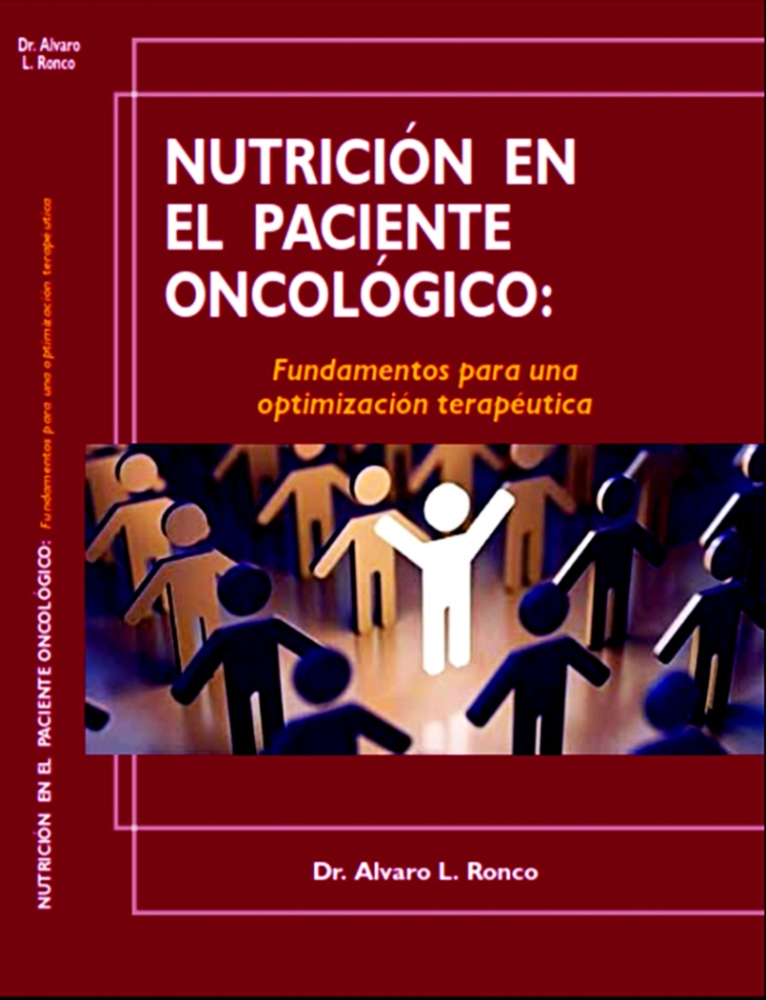 Dr. Alvaro
L. Ronco
NUTRICIÓN EN EL PACIENTE ONCOLÓGICO: Fundamentos para una optimización terapéutica
NUTRICIÓN EN
EL PACIENTE
ONCOLÓGICO:
Fundamentos para una
optimización terapéutica
Dr. Alvaro L. Ronco